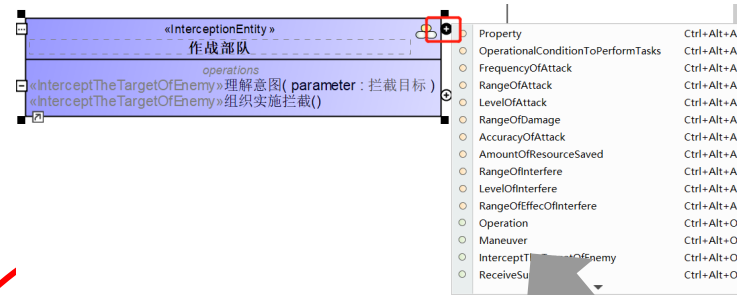 «InterceptionEntity»
作战部队
operations
«InterceptTheTargetOfEnemy»理解意图( parameter : 拦截目标 )
«InterceptTheTargetOfEnemy»组织实施拦截()
Property Ctrl+Alt+A
OperationalConditionToPerformTasks Ctrl+Alt+A
FrequencyOfAttack Ctrl+Alt+A
RangeOfAttack Ctrl+Alt+A
LevelOfAttack Ctrl+Alt+A
RangeOfDamage Ctrl+Alt+A
AccuracyOfAttack Ctrl+Alt+A
AmountOfResourceSaved Ctrl+Alt+A
RangeOfInterfere Ctrl+Alt+A
LevelOfInterfere Ctrl+Alt+A
RangeOfEffecOfInterfere Ctrl+Alt+A
Operation Ctrl+Alt+O
Maneuver Ctrl+Alt+O
Ctrl+Alt+O
Ctrl+Alt+O